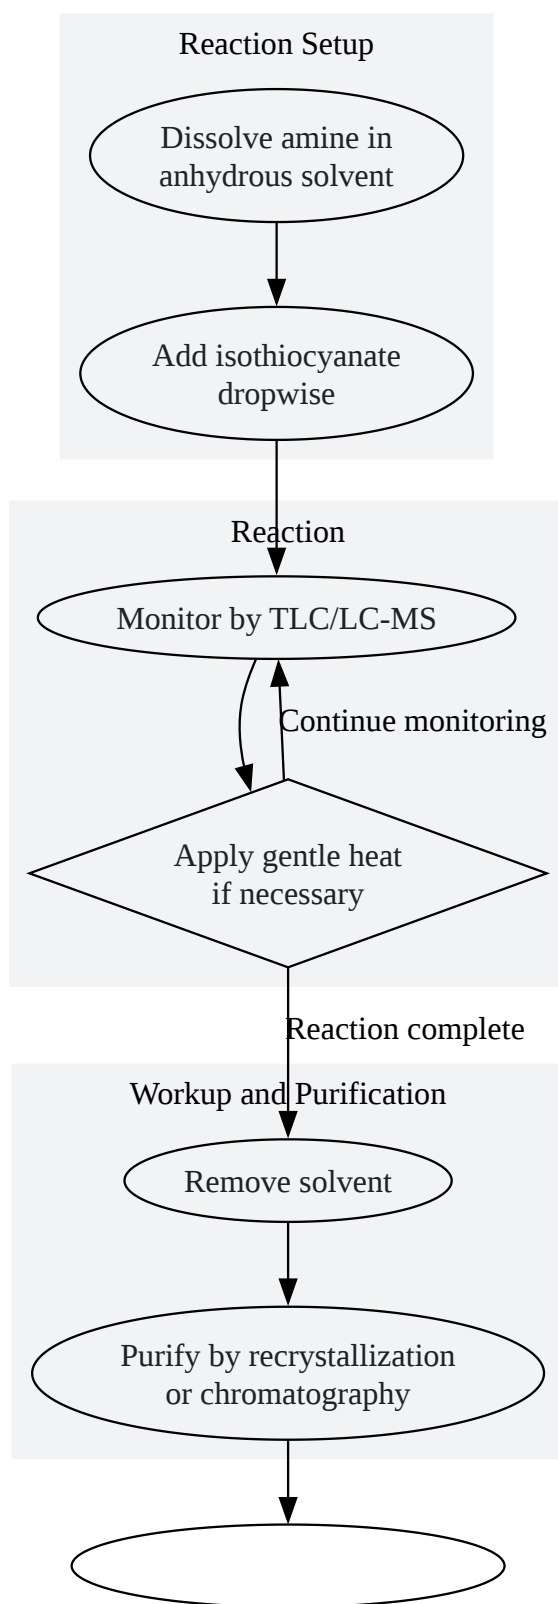 Reaction Setup
Dissolve amine in
anhydrous solvent
Add isothiocyanate
dropwise
Reaction
Monitor by TLC/LC-MS
Continue monitoring
Apply gentle heat
if necessary
Reaction complete
Workup and Purification
Remove solvent
Purify by recrystallization
or chromatography